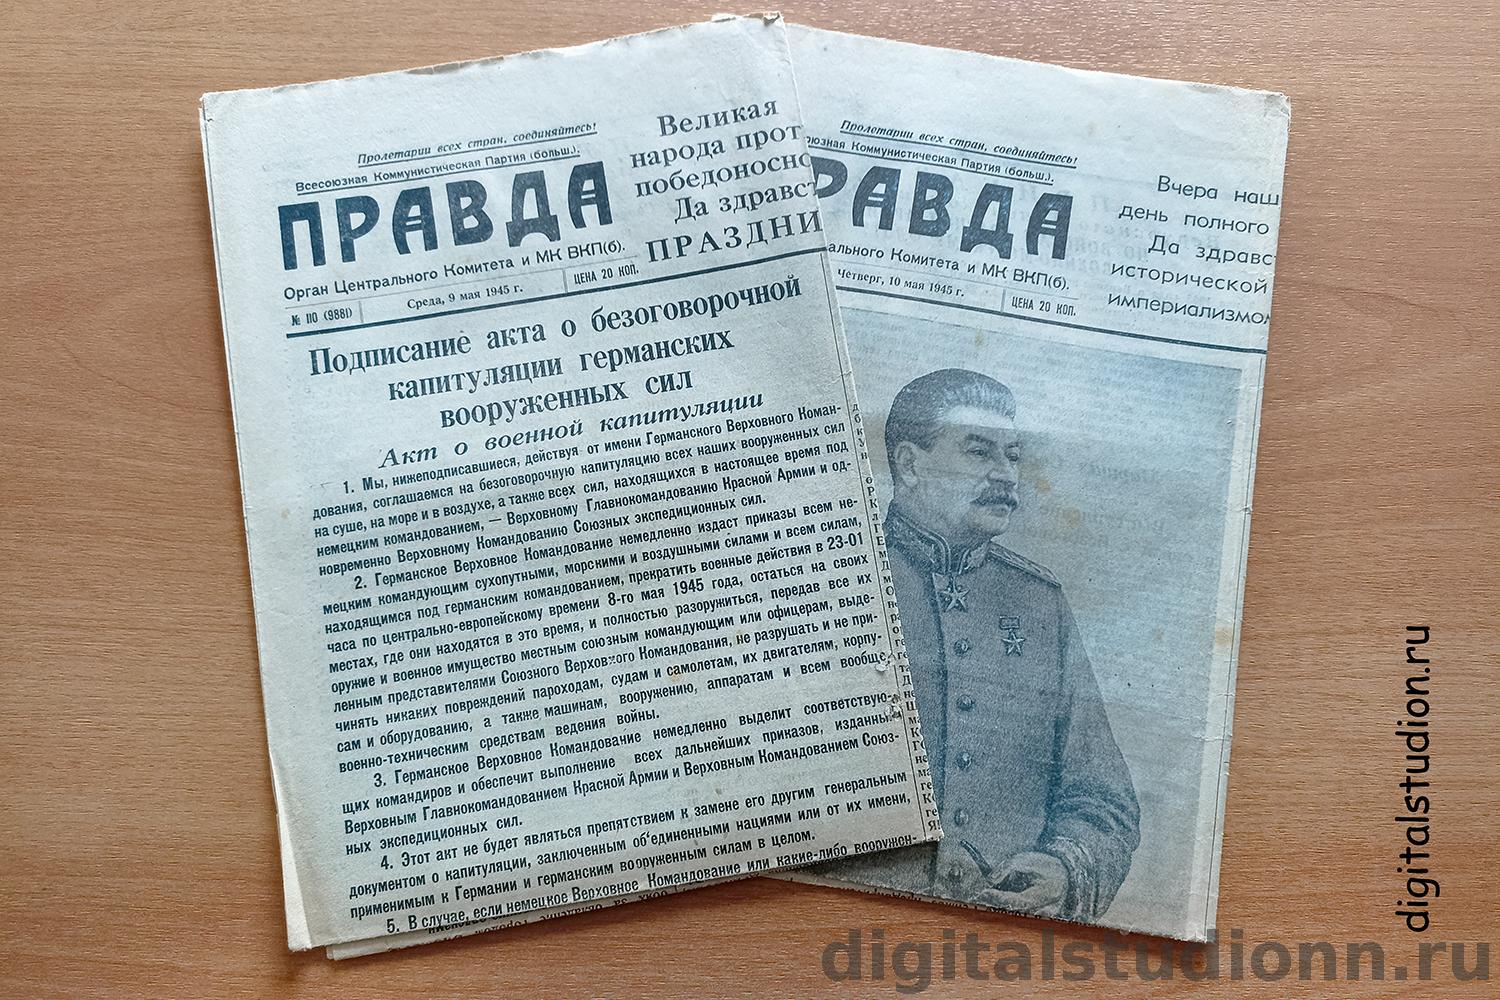 Пролетарии всех стран, соединяйтесь!
Всесоюзная Коммунистическая Партия (больш.).
ПРАВДА
Орган Центрального Комитета и МК ВКП(б).
№ 110 (9881)
Среда, 9 мая 1945 г.
ЦЕНА 20 КОП.
Великая
народа прот
победоносно
Да здравст
ПРАЗДНИ
Подписание акта о безоговорочной
капитуляции германских
вооруженных сил
Акт о военной капитуляции
1. Мы, нижеподписавшиеся, действуя от имени Германского Верховного Коман-
дования, соглашаемся на безоговорочную капитуляцию всех наших вооруженных сил
на суше, на море и в воздухе, а также всех сил, находящихся в настоящее время под
немецким командованием, — Верховному Главнокомандованию Красной Армии и од-
новременно Верховному Командованию Союзных экспедиционных сил.
2. Германское Верховное Командование немедленно издаст приказы всем не-
мецким командующим сухопутными, морскими и воздушными силами и всем силам,
находящимся под германским командованием, прекратить военные действия в 23-01
часа по центрально-европейскому времени 8-го мая 1945 года, остаться на своих
местах, где они находятся в это время, и полностью разоружиться, передав все их
оружие и военное имущество местным союзным командующим или офицерам, выде-
ленным представителями Союзного Верховного Командования, не разрушать и не при-
чинять никаких повреждений пароходам, судам и самолетам, их двигателям, корпу-
сам и оборудованию, а также машинам, вооружению, аппаратам и всем вообще
военно-техническим средствам ведения войны.
3. Германское Верховное Командование немедленно выделит соответствую-
щих командиров и обеспечит выполнение всех дальнейших приказов, изданных
Верховным Главнокомандованием Красной Армии и Верховным Командованием Союз-
ных экспедиционных сил.
4. Этот акт не будет являться препятствием к замене его другим генеральным
документом о капитуляции, заключенным об'единенными нациями или от их имени,
применимым к Германии и германским вооруженным силам в целом.
5. В случае, если немецкое Верховное Командование или какие-либо вооружен-
Пролетарии всех стран, соединяйтесь!
оюзная Коммунистическая Партия (больш.).
РАВДА
ального Комитета и МК ВКП(б).
Четверг, 10 мая 1945 г.
ЦЕНА 20 КОП.
Вчера наш
день полного
Да здравс
исторической
империализмом
digitalstudion.ru
digitalstudionn.ru